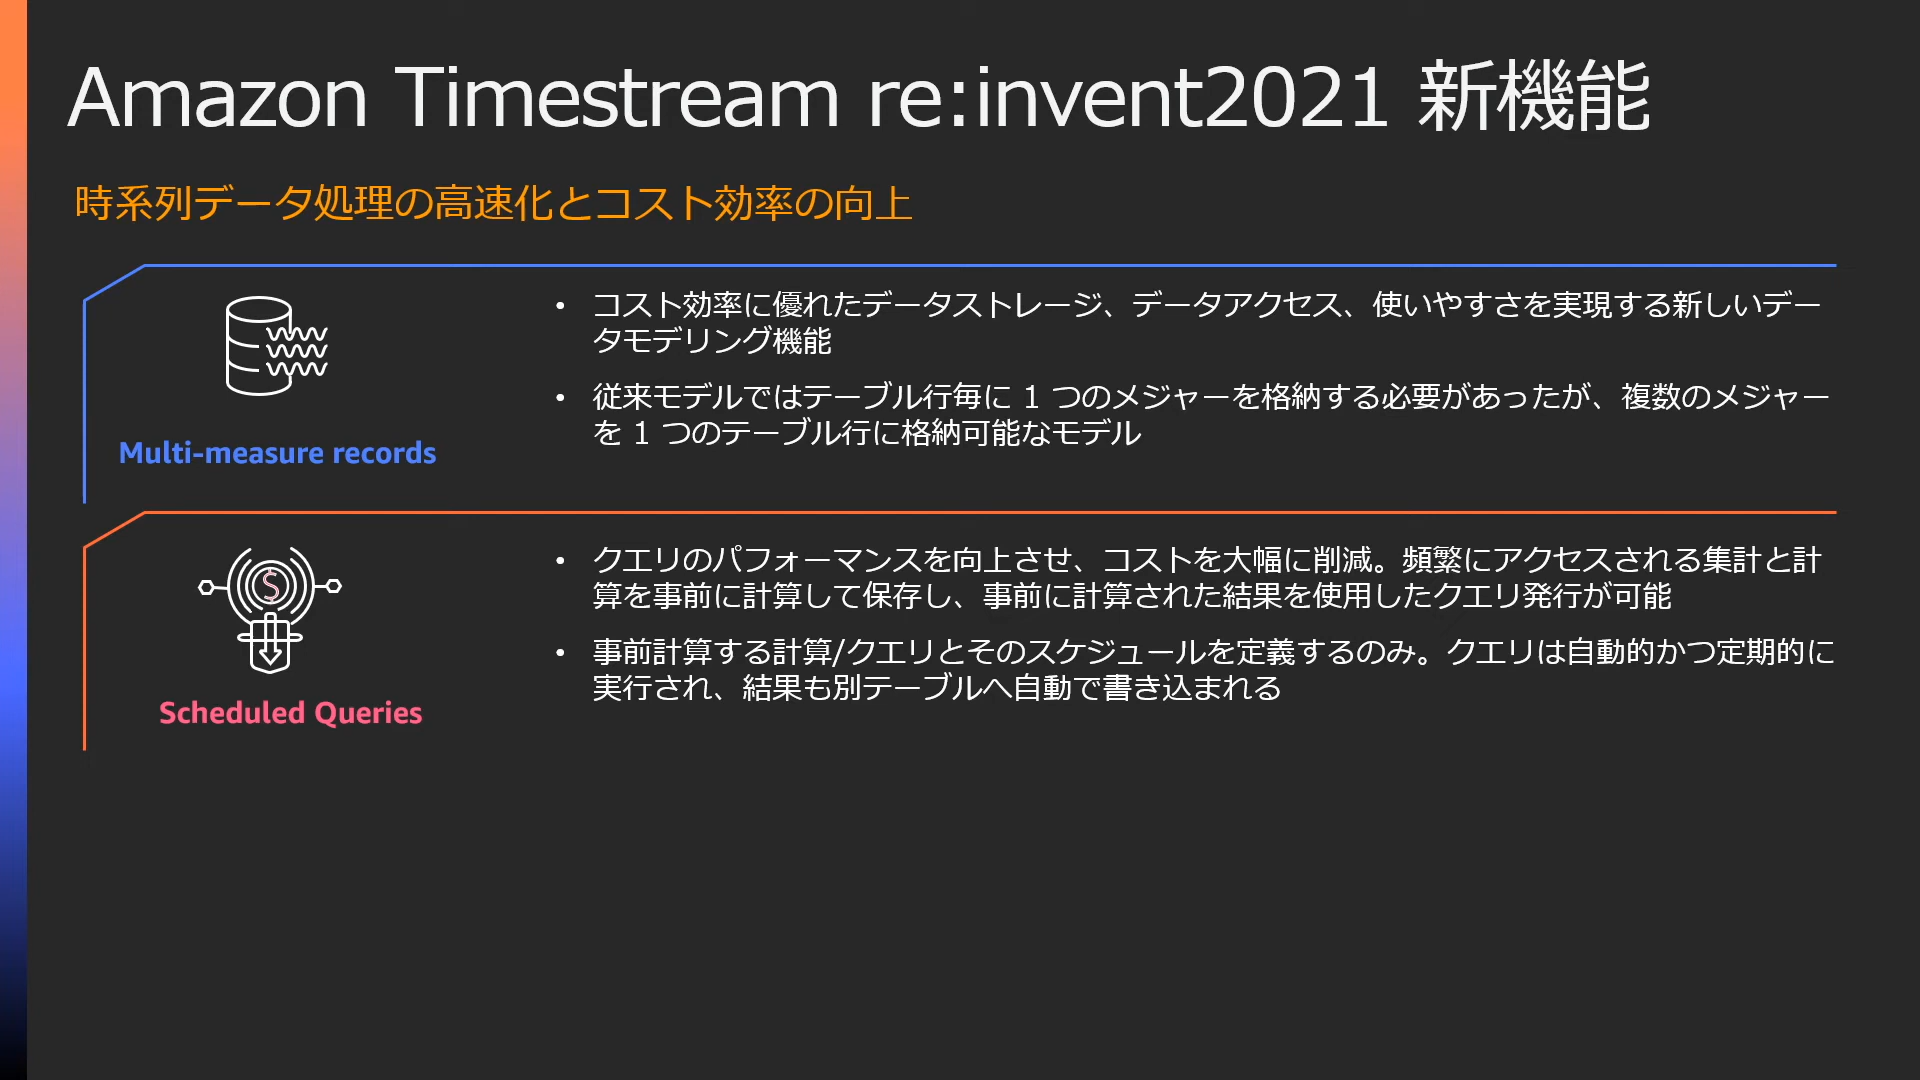 Amazon Timestream re:invent2021 新機能
時系列データ処理の高速化とコスト効率の向上
Multi-measure records
• コスト効率に優れたデータストレージ、データアクセス、使いやすさを実現する新しいデー
タモデリング機能
• 従来モデルではテーブル行毎に 1 つのメジャーを格納する必要があったが、複数のメジャー
を 1 つのテーブル行に格納可能なモデル
Scheduled Queries
• クエリのパフォーマンスを向上させ、コストを大幅に削減。頻繁にアクセスされる集計と計
算を事前に計算して保存し、事前に計算された結果を使用したクエリ発行が可能
• 事前計算する計算/クエリとそのスケジュールを定義するのみ。クエリは自動的かつ定期的に
実行され、結果も別テーブルへ自動で書き込まれる